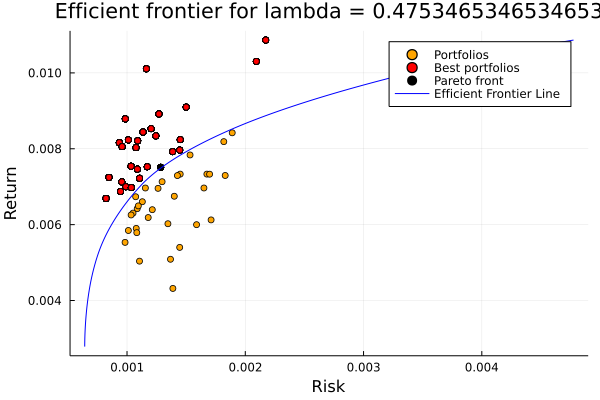 Efficient frontier for lambda = 0.4753465346534653
Portfolios
Best portfolios
Pareto front
Efficient Frontier Line
0.010
0.008
0.006
0.004
Return
0.001
0.002
0.003
0.004
Risk